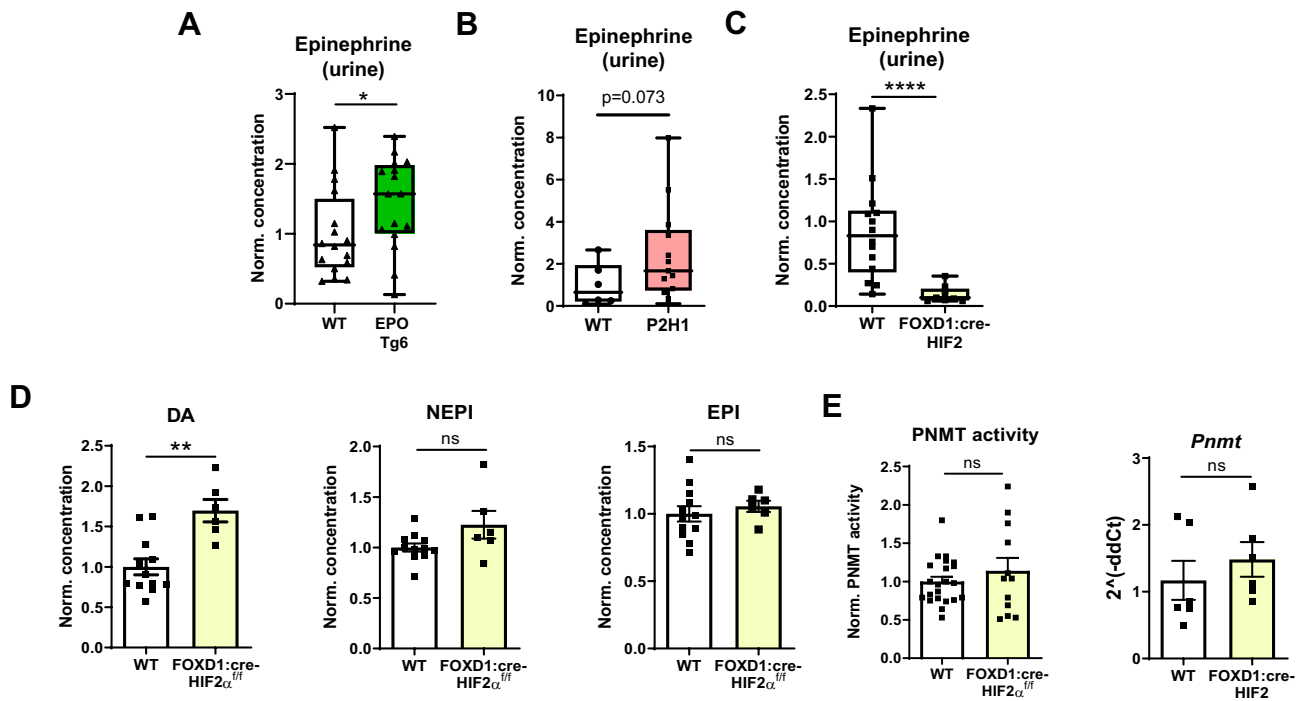 A
Epinephrine
(urine)
*
Norm. concentration
3
2
1
0
WT
EPO
Tg6
B
Epinephrine
(urine)
p=0.073
Norm. concentration
10
8
6
4
2
0
WT
P2H1
C
Epinephrine
(urine)
****
Norm. concentration
2.5
2.0
1.5
1.0
0.5
0.0
WT
FOXD1:cre-
HIF2
D
DA
**
Norm. concentration
2.5
2.0
1.5
1.0
0.5
0.0
WT
FOXD1:cre-
HIF2α^f/f
NEPI
ns
Norm. concentration
2.0
1.5
1.0
0.5
0.0
WT
FOXD1:cre-
HIF2α^f/f
EPI
ns
Norm. concentration
1.5
1.0
0.5
0.0
WT
FOXD1:cre-
HIF2α^f/f
E
PNMT activity
ns
Norm. PNMT activity
2.5
2.0
1.5
1.0
0.5
0.0
WT
FOXD1:cre-
HIF2α^f/f
Pnmt
ns
2^(-ddCt)
3
2
1
0
WT
FOXD1:cre-
HIF2